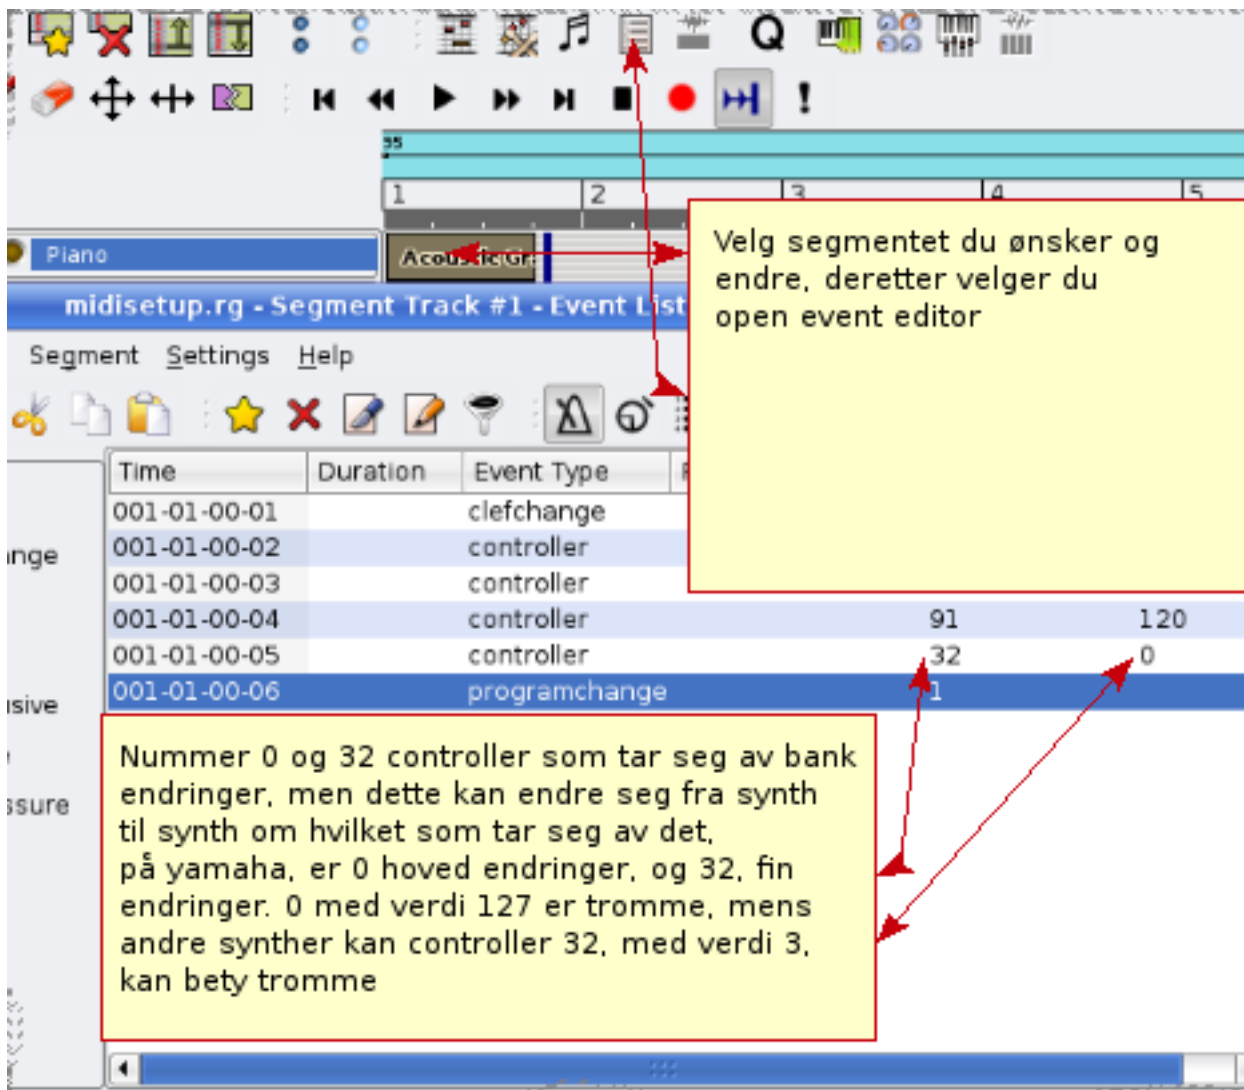 Q
!
1 2 3 4 5
Piano
Acoustic Gr
Velg segmentet du ønsker og
endre, deretter velger du
open event editor
midisetup.rg - Segment Track #1 - Event List
Segment Settings Help
Time Duration Event Type
001-01-00-01 clefchange
001-01-00-02 controller
001-01-00-03 controller
001-01-00-04 controller 91 120
001-01-00-05 controller 32 0
001-01-00-06 programchange 1
Nummer 0 og 32 controller som tar seg av bank
endringer, men dette kan endre seg fra synth
til synth om hvilket som tar seg av det,
på yamaha, er 0 hoved endringer, og 32, fin
endringer. 0 med verdi 127 er tromme, mens
andre synther kan controller 32, med verdi 3,
kan bety tromme